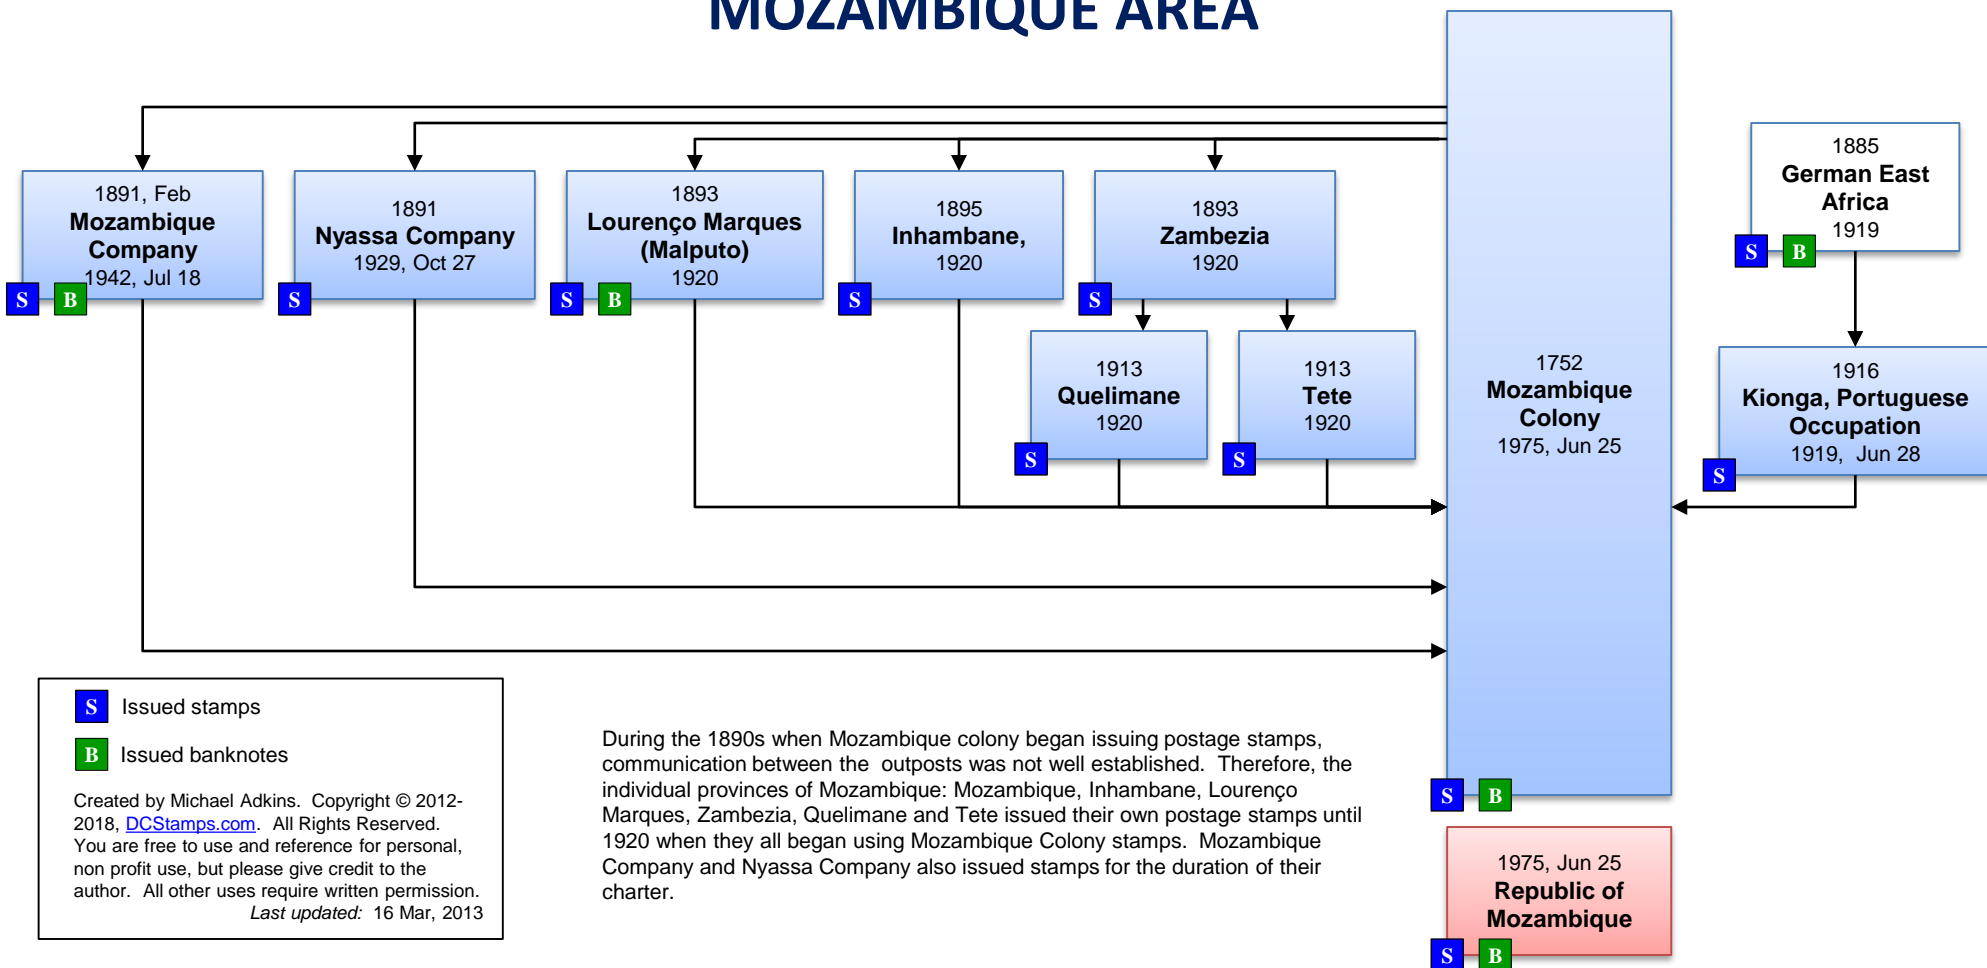 MOZAMBIQUE AREA
1891, Feb
Mozambique
Company
1942, Jul 18
S B
1891
Nyassa Company
1929, Oct 27
S
1893
Lourenço Marques
(Malputo)
1920
S B
1895
Inhambane,
1920
S
1893
Zambezia
1920
S
1913
Quelimane
1920
S
1913
Tete
1920
S
1752
Mozambique
Colony
1975, Jun 25
S B
1885
German East
Africa
1919
S B
1916
Kionga, Portuguese
Occupation
1919, Jun 28
S
S Issued stamps
B Issued banknotes
Created by Michael Adkins. Copyright © 2012-
2018, DCStamps.com. All Rights Reserved.
You are free to use and reference for personal,
non profit use, but please give credit to the
author. All other uses require written permission.
Last updated: 16 Mar, 2013
During the 1890s when Mozambique colony began issuing postage stamps,
communication between the outposts was not well established. Therefore, the
individual provinces of Mozambique: Mozambique, Inhambane, Lourenço
Marques, Zambezia, Quelimane and Tete issued their own postage stamps until
1920 when they all began using Mozambique Colony stamps. Mozambique
Company and Nyassa Company also issued stamps for the duration of their
charter.
1975, Jun 25
Republic of
Mozambique
S B